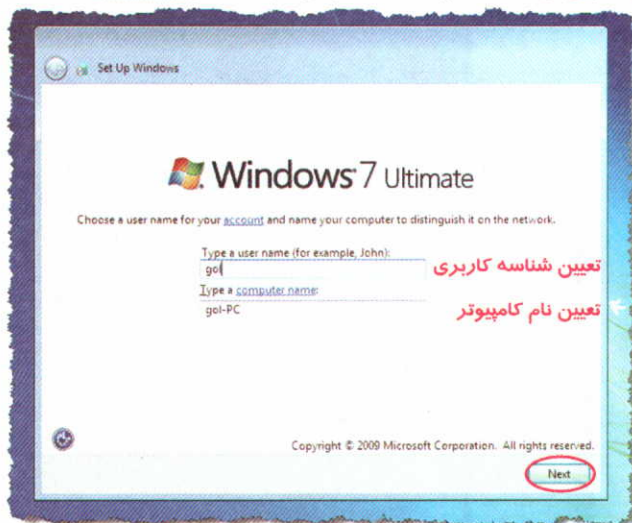 Set Up Windows
Windows 7 Ultimate
Choose a user name for your account and name your computer to distinguish it on the network.
Type a user name (for example, John):
gol
تعیین شناسه کاربری
Type a computer name:
gol-PC
تعیین نام کامپیوتر
Copyright © 2009 Microsoft Corporation. All rights reserved.
Next